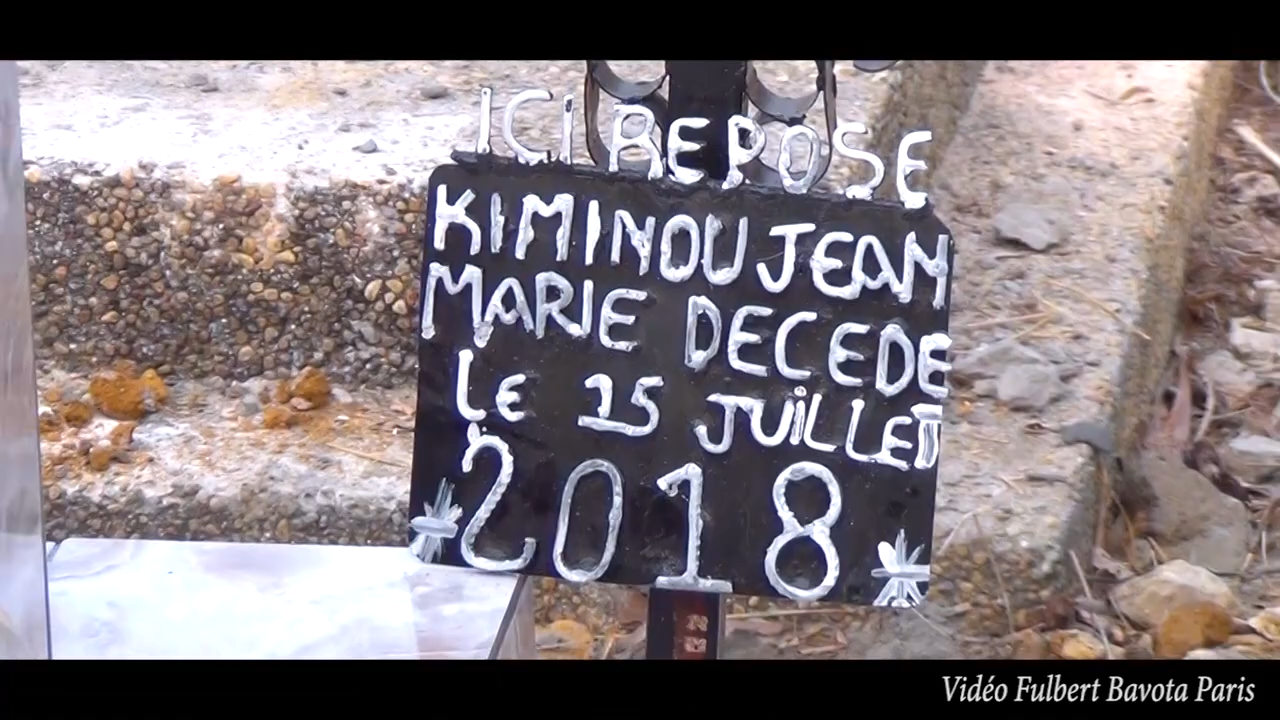 ICI REPOSE
KIMINOU JEAN
MARIE DECEDE
LE 15 JUILLET
2018
Vidéo Fulbert Bavota Paris